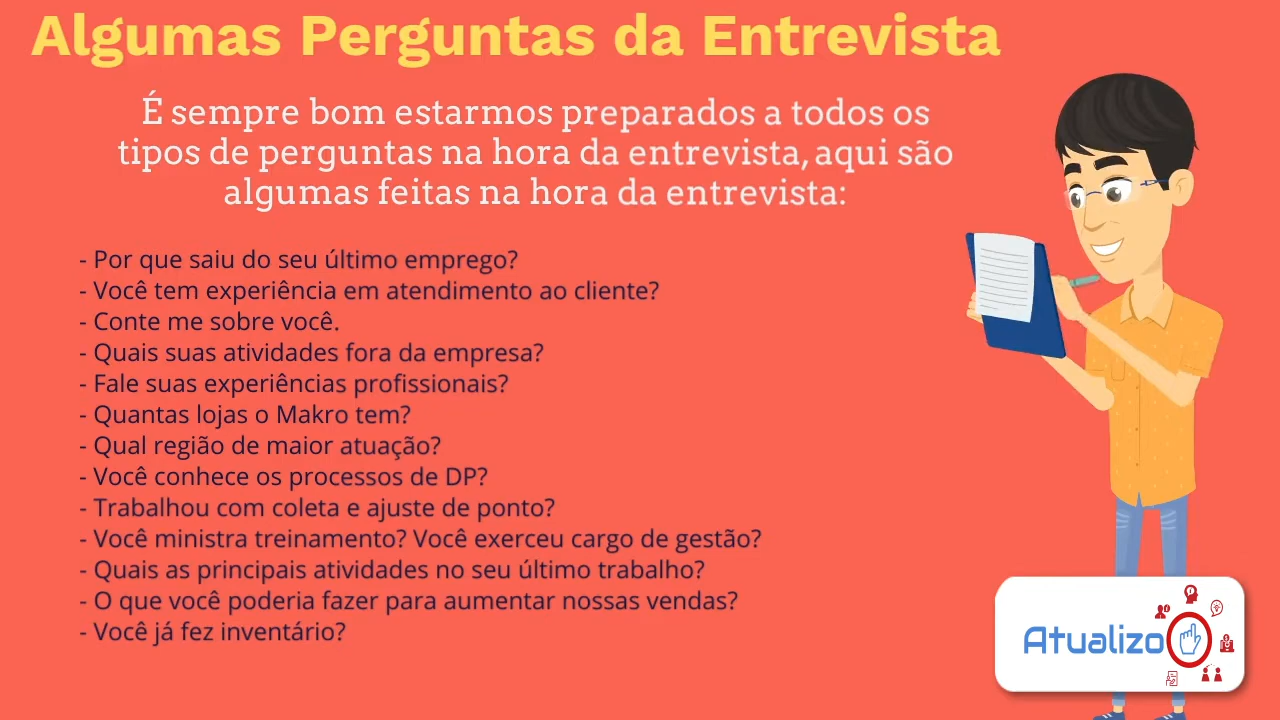 Algumas Perguntas da Entrevista
É sempre bom estarmos preparados a todos os
tipos de perguntas na hora da entrevista, aqui são
algumas feitas na hora da entrevista:
- Por que saiu do seu último emprego?
- Você tem experiência em atendimento ao cliente?
- Conte me sobre você.
- Quais suas atividades fora da empresa?
- Fale suas experiências profissionais?
- Quantas lojas o Makro tem?
- Qual região de maior atuação?
- Você conhece os processos de DP?
- Trabalhou com coleta e ajuste de ponto?
- Você ministra treinamento? Você exerceu cargo de gestão?
- Quais as principais atividades no seu último trabalho?
- O que você poderia fazer para aumentar nossas vendas?
- Você já fez inventário?
Atualizo